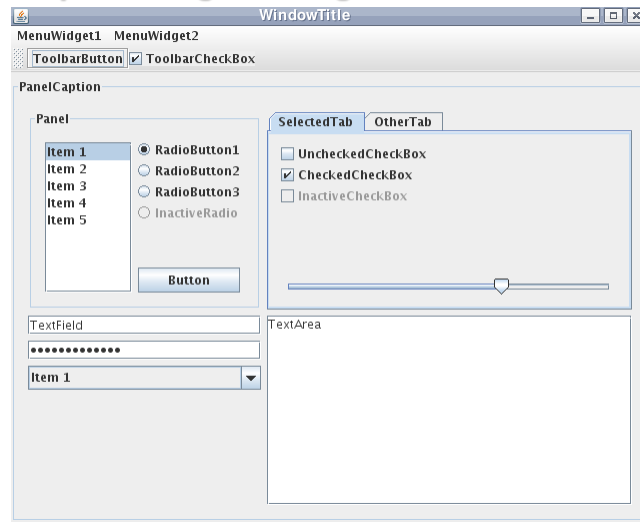 WindowTitle
MenuWidget1 MenuWidget2
ToolbarButton ToolbarCheckBox
PanelCaption
Panel
Item 1
Item 2
Item 3
Item 4
Item 5
RadioButton1
RadioButton2
RadioButton3
InactiveRadio
Button
SelectedTab OtherTab
UncheckedCheckBox
CheckedCheckBox
InactiveCheckBox
TextField
•••••••••••••
Item 1
TextArea